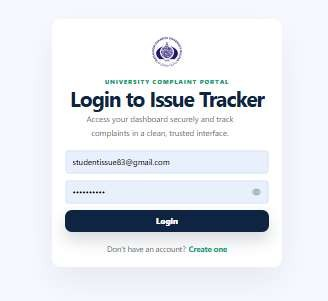 UNIVERSITY COMPLAINT PORTAL
Login to Issue Tracker
Access your dashboard securely and track
complaints in a clean, trusted interface.
studentissue83@gmail.com
••••••••••
Login
Don't have an account? Create one